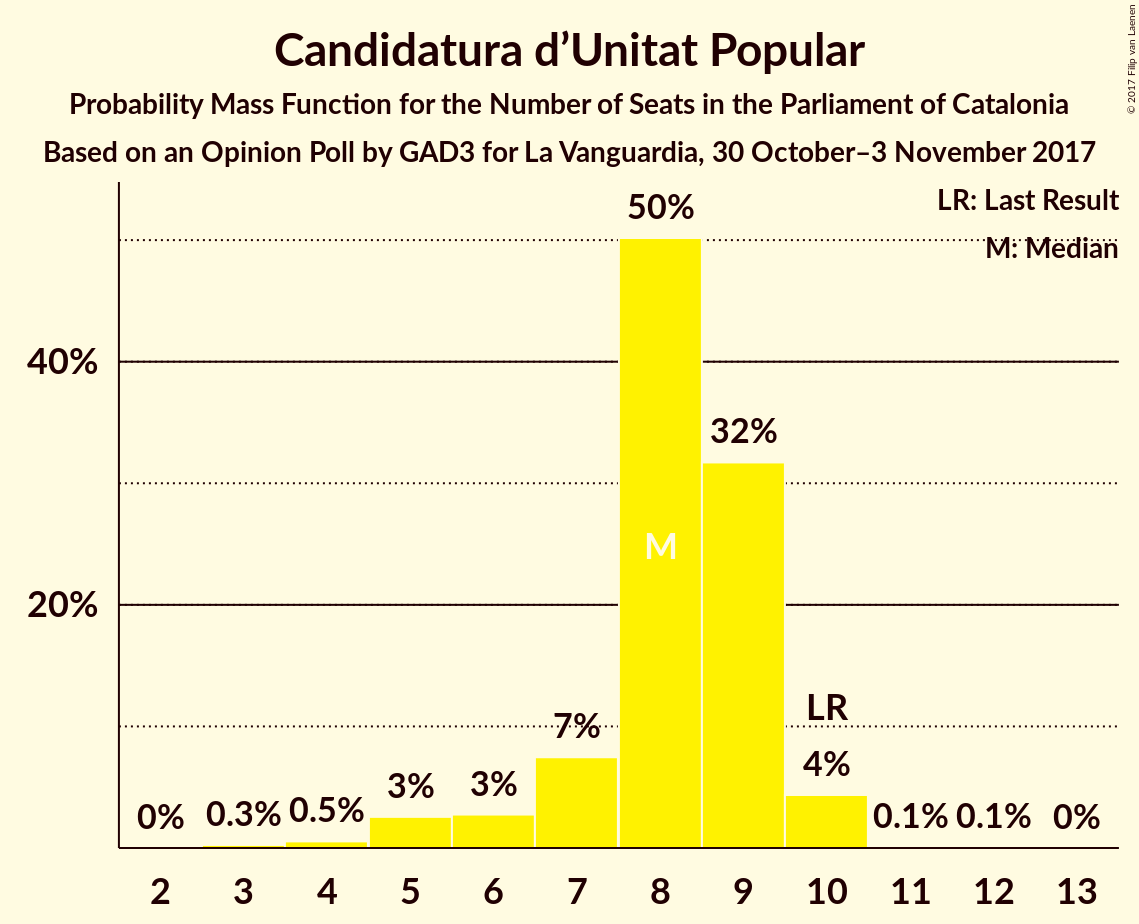 Candidatura d’Unitat Popular
Probability Mass Function for the Number of Seats in the Parliament of Catalonia
Based on an Opinion Poll by GAD3 for La Vanguardia, 30 October–3 November 2017
© 2017 Filip van Laenen
LR: Last Result
M: Median
50%
40%
32%
M
20%
LR
7%
4%
3%
3%
0%
0.3%
0.5%
0.1%
0.1%
0%
2 3 4 5 6 7 8 9 10 11 12 13